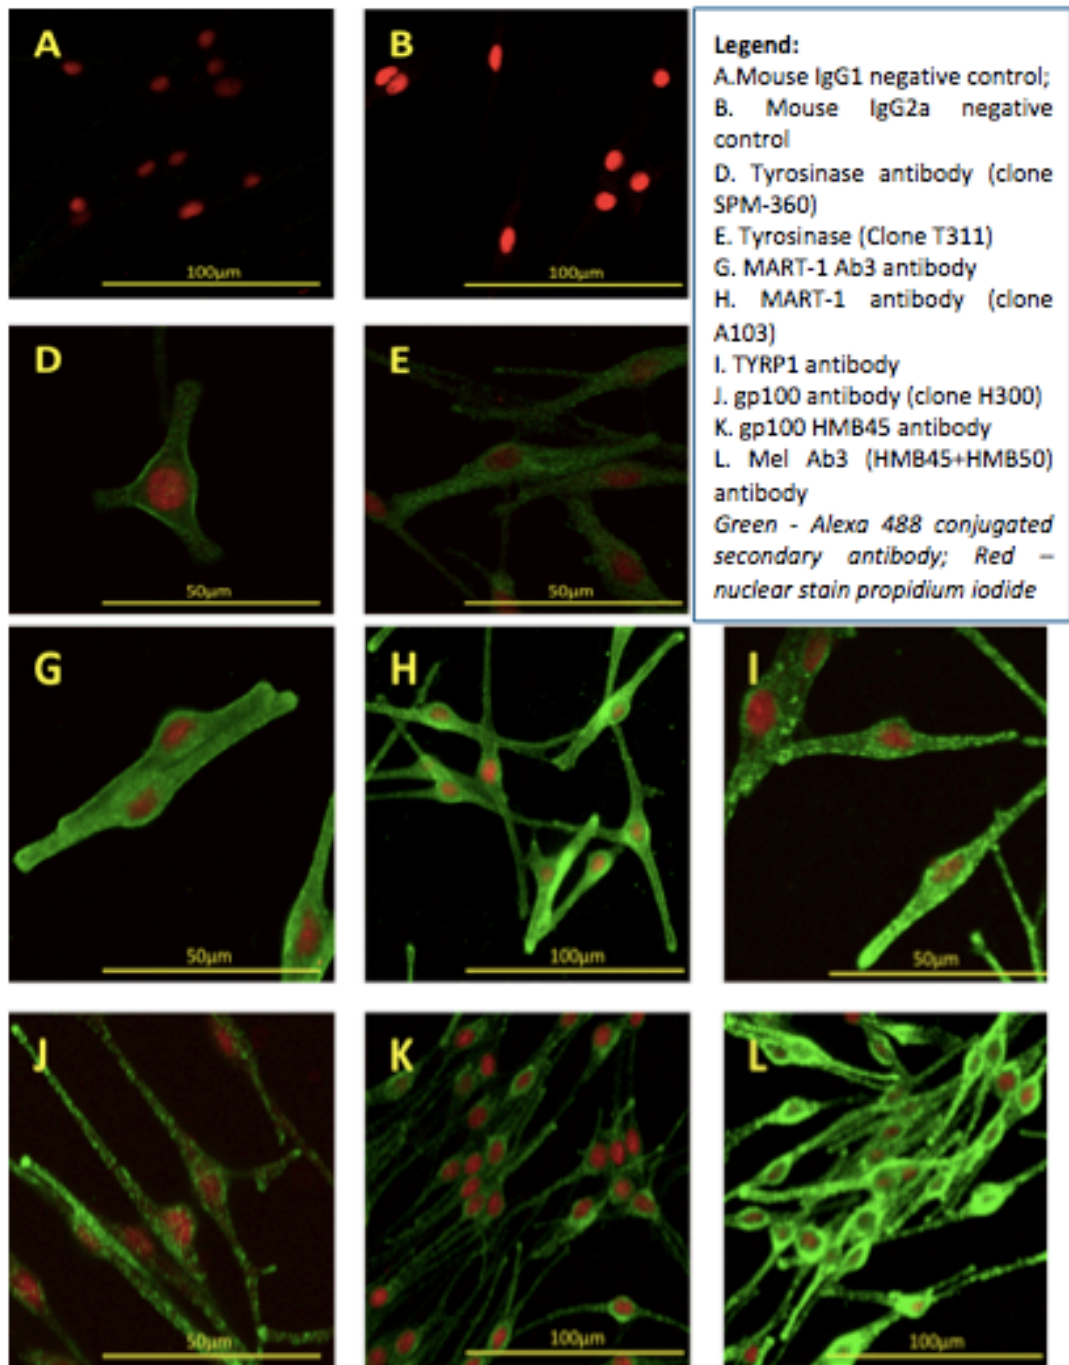 A
B
Legend:
A.Mouse IgG1 negative control;
B. Mouse IgG2a negative
control
D. Tyrosinase antibody (clone
SPM-360)
E. Tyrosinase (Clone T311)
G. MART-1 Ab3 antibody
H. MART-1 antibody (clone
A103)
I. TYRP1 antibody
J. gp100 antibody (clone H300)
K. gp100 HMB45 antibody
L. Mel Ab3 (HMB45+HMB50)
antibody
Green - Alexa 488 conjugated
secondary antibody; Red –
nuclear stain propidium iodide
100µm
100µm
D
E
50µm
50µm
G
H
I
50µm
100µm
50µm
J
K
L
50µm
100µm
100µm